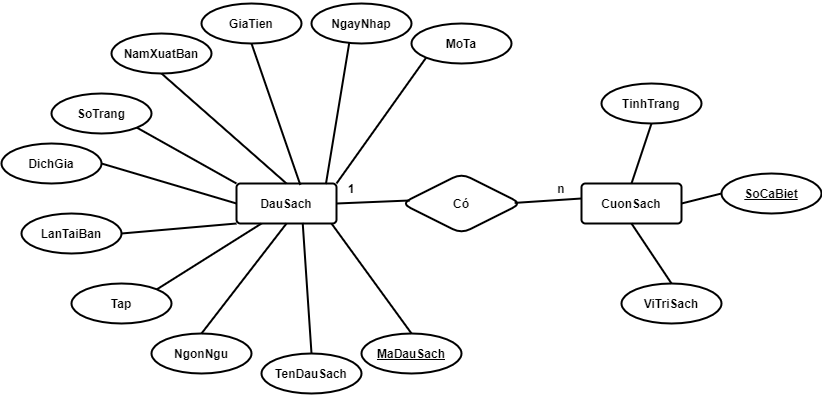 GiaTien
NgayNhap
MoTa
NamXuatBan
SoTrang
TinhTrang
DichGia
DauSach
1
Có
n
CuonSach
SoCaBiet
LanTaiBan
Tap
ViTriSach
NgonNgu
TenDauSach
MaDauSach